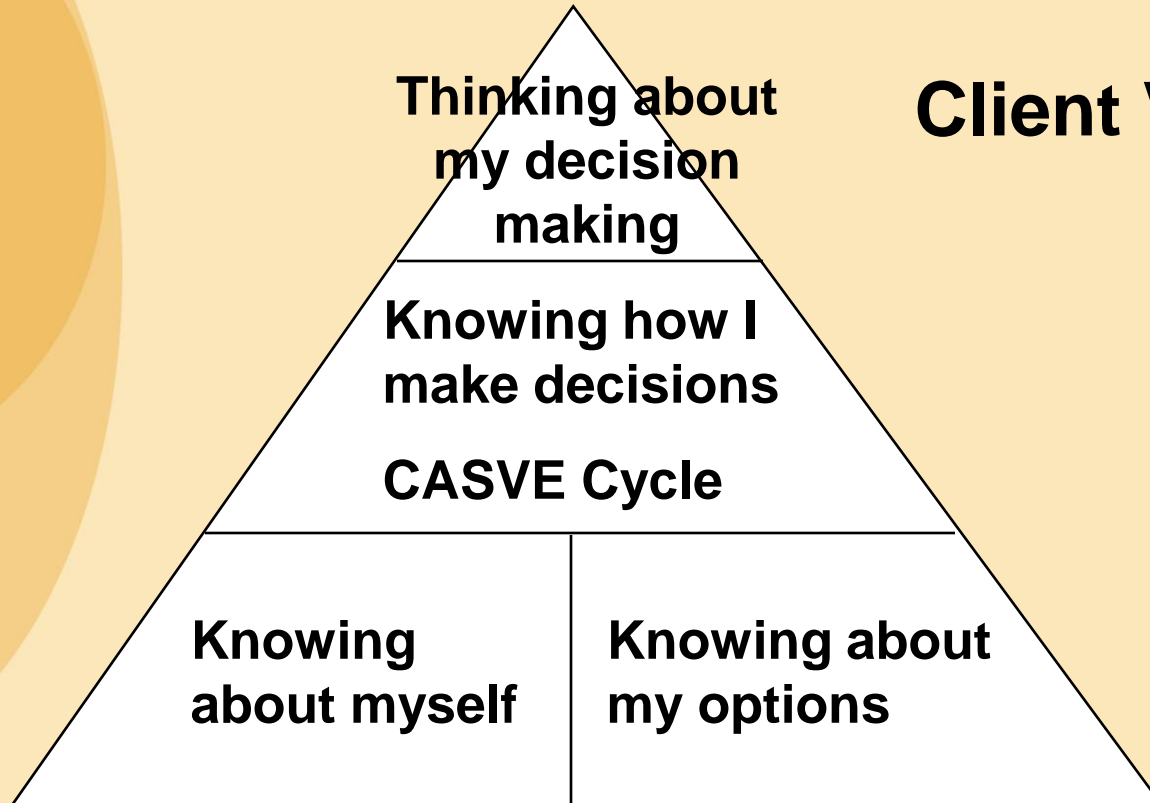 Thinking about
my decision
making
Client
Knowing how I
make decisions
CASVE Cycle
Knowing
about myself
Knowing about
my options